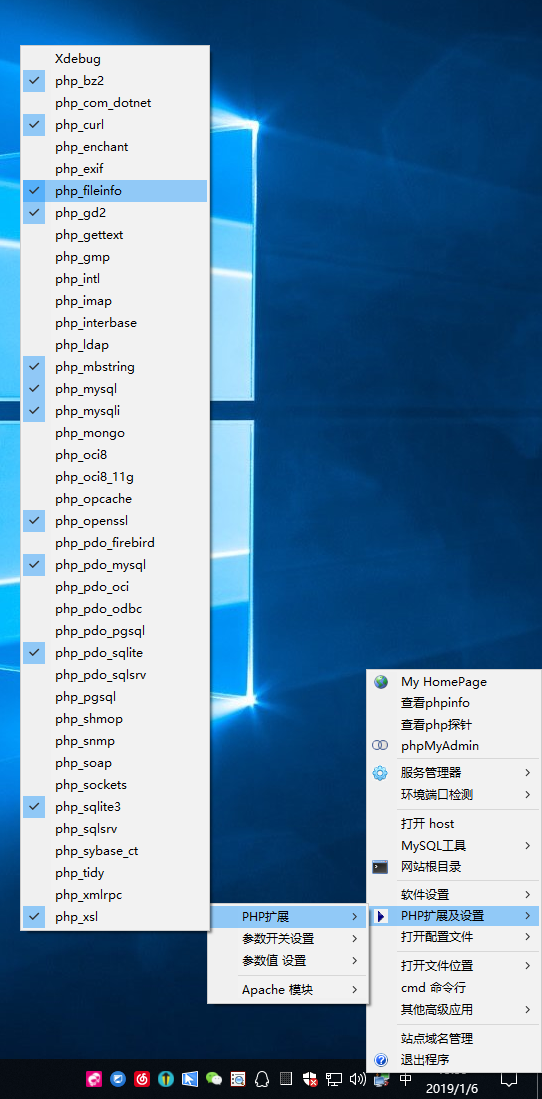 Xdebug
php_bz2
php_com_dotnet
php_curl
php_enchant
php_exif
php_fileinfo
php_gd2
php_gettext
php_gmp
php_intl
php_imap
php_interbase
php_ldap
php_mbstring
php_mysql
php_mysqli
php_mongo
php_oci8
php_oci8_11g
php_opcache
php_openssl
php_pdo_firebird
php_pdo_mysql
php_pdo_oci
php_pdo_odbc
php_pdo_pgsql
php_pdo_sqlite
php_pdo_sqlsrv
php_pgsql
php_shmop
php_snmp
php_soap
php_sockets
php_sqlite3
php_sqlsrv
php_sybase_ct
php_tidy
php_xmlrpc
php_xsl
PHP扩展
参数开关设置
参数值 设置
Apache 模块
My HomePage
查看phpinfo
查看php探针
phpMyAdmin
服务管理器
环境端口检测
打开 host
MySQL工具
网站根目录
软件设置
PHP扩展及设置
打开配置文件
打开文件位置
cmd 命令行
其他高级应用
站点域名管理
退出程序
中
2019/1/6